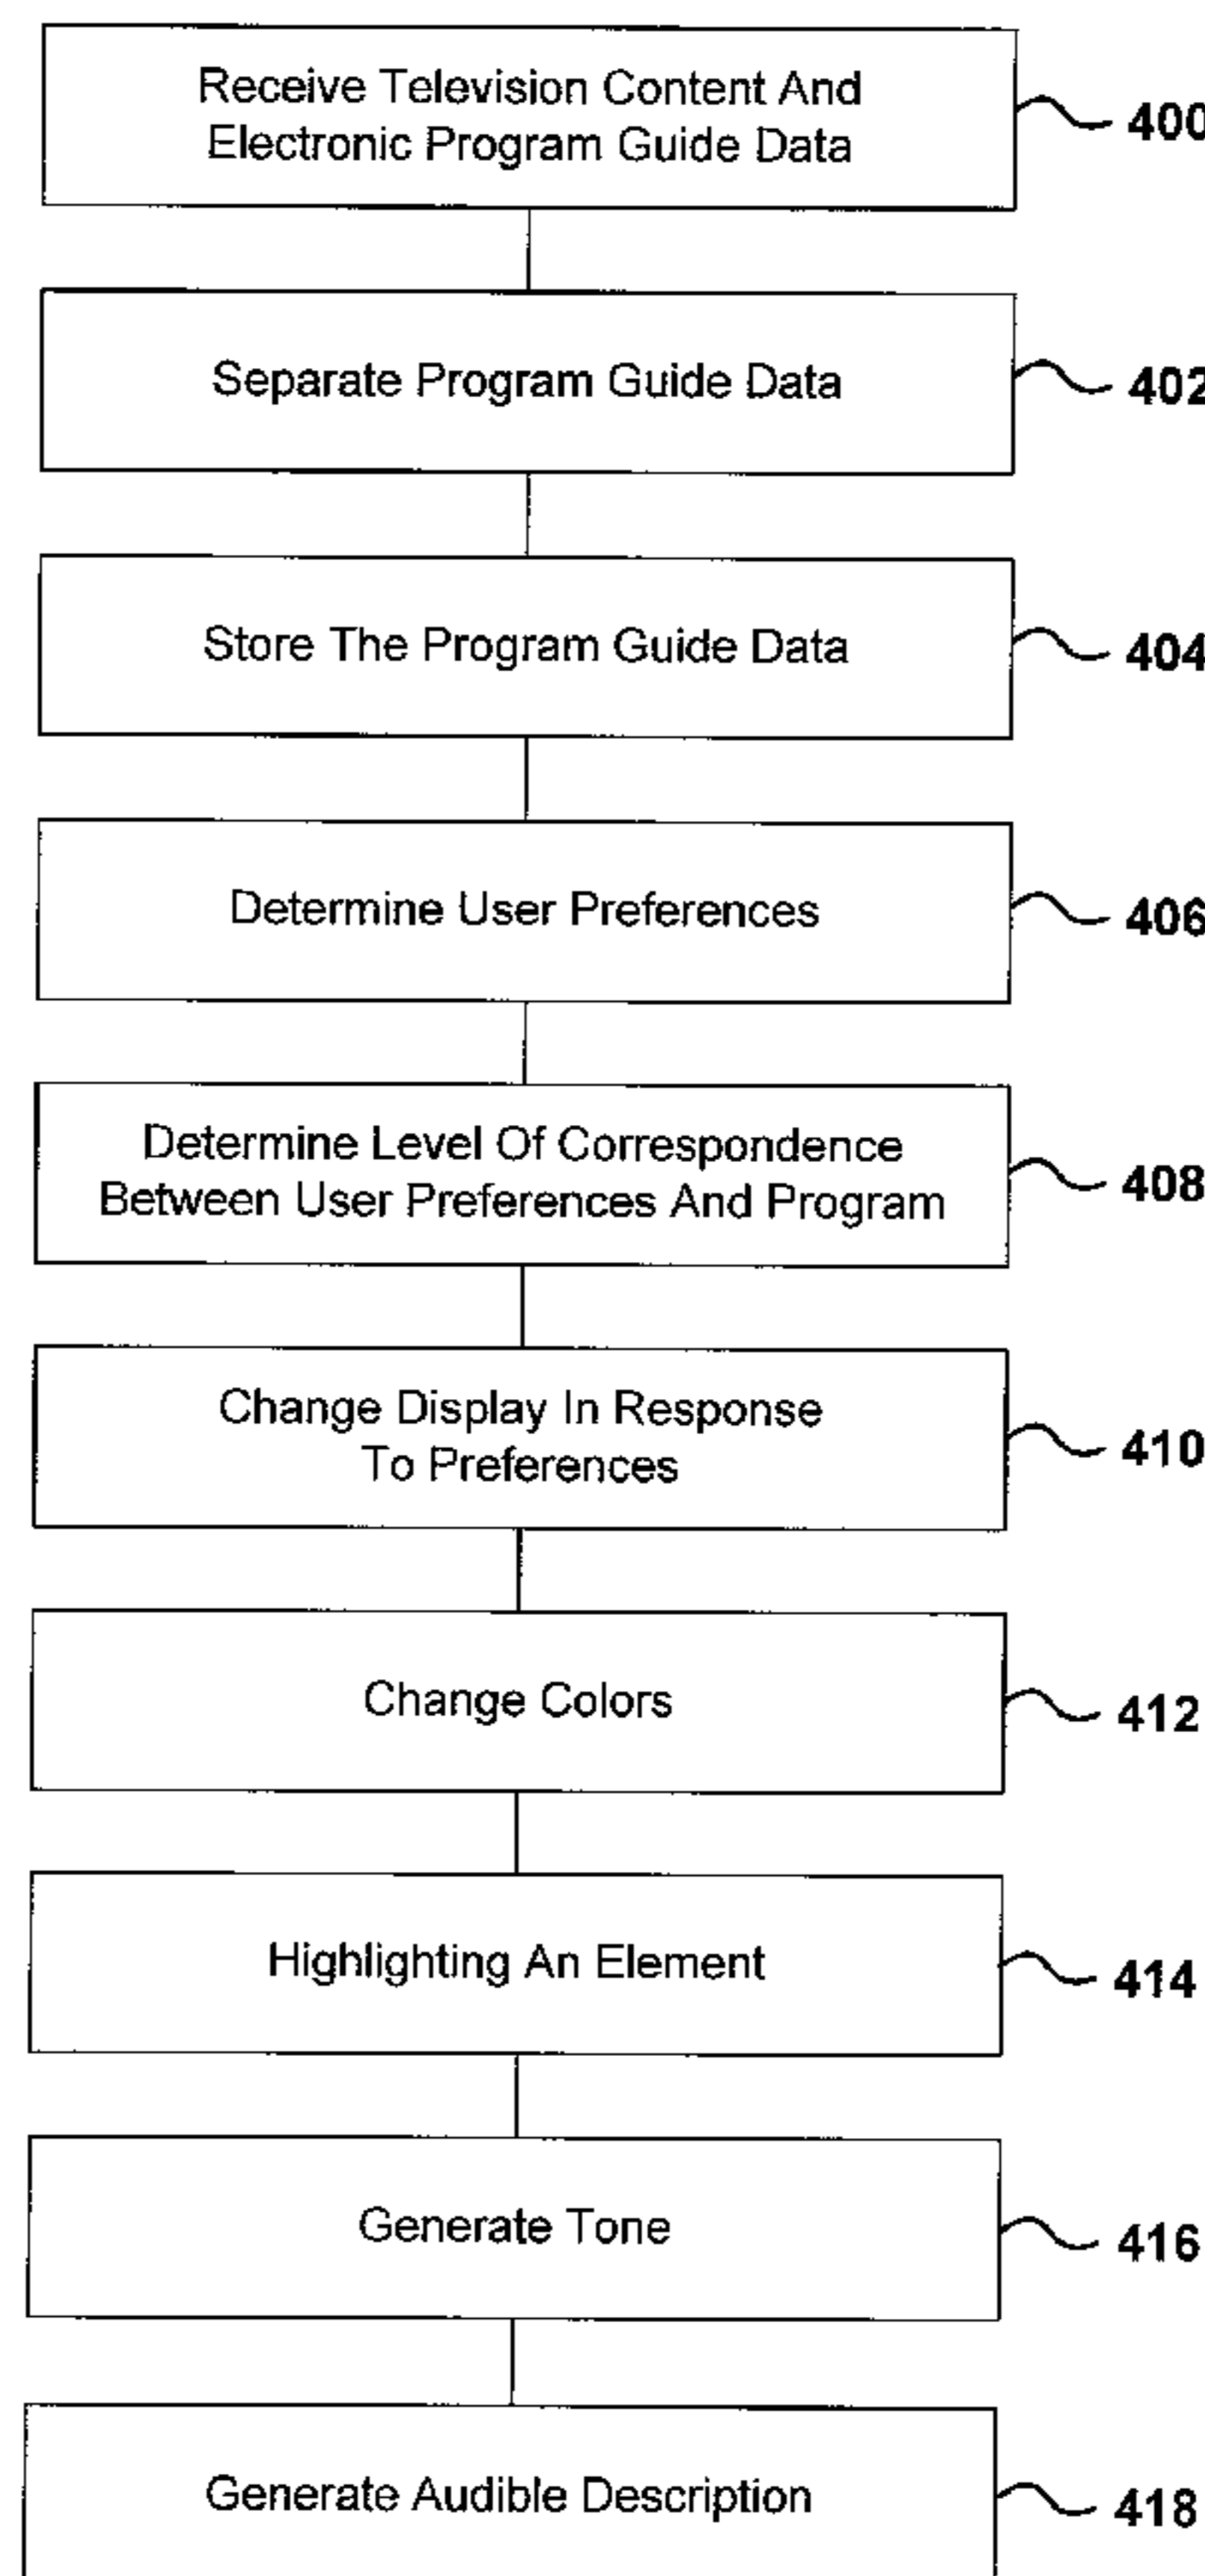 Receive Television Content And
Electronic Program Guide Data
400
Separate Program Guide Data
402
Store The Program Guide Data
404
Determine User Preferences
406
Determine Level Of Correspondence
Between User Preferences And Program
408
Change Display In Response
To Preferences
410
Change Colors
412
Highlighting An Element
414
Generate Tone
416
Generate Audible Description
418